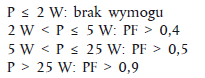 P ≤ 2 W: brak wymogu
2 W < P ≤ 5 W: PF > 0,4
5 W < P ≤ 25 W: PF > 0,5
P > 25 W: PF > 0,9